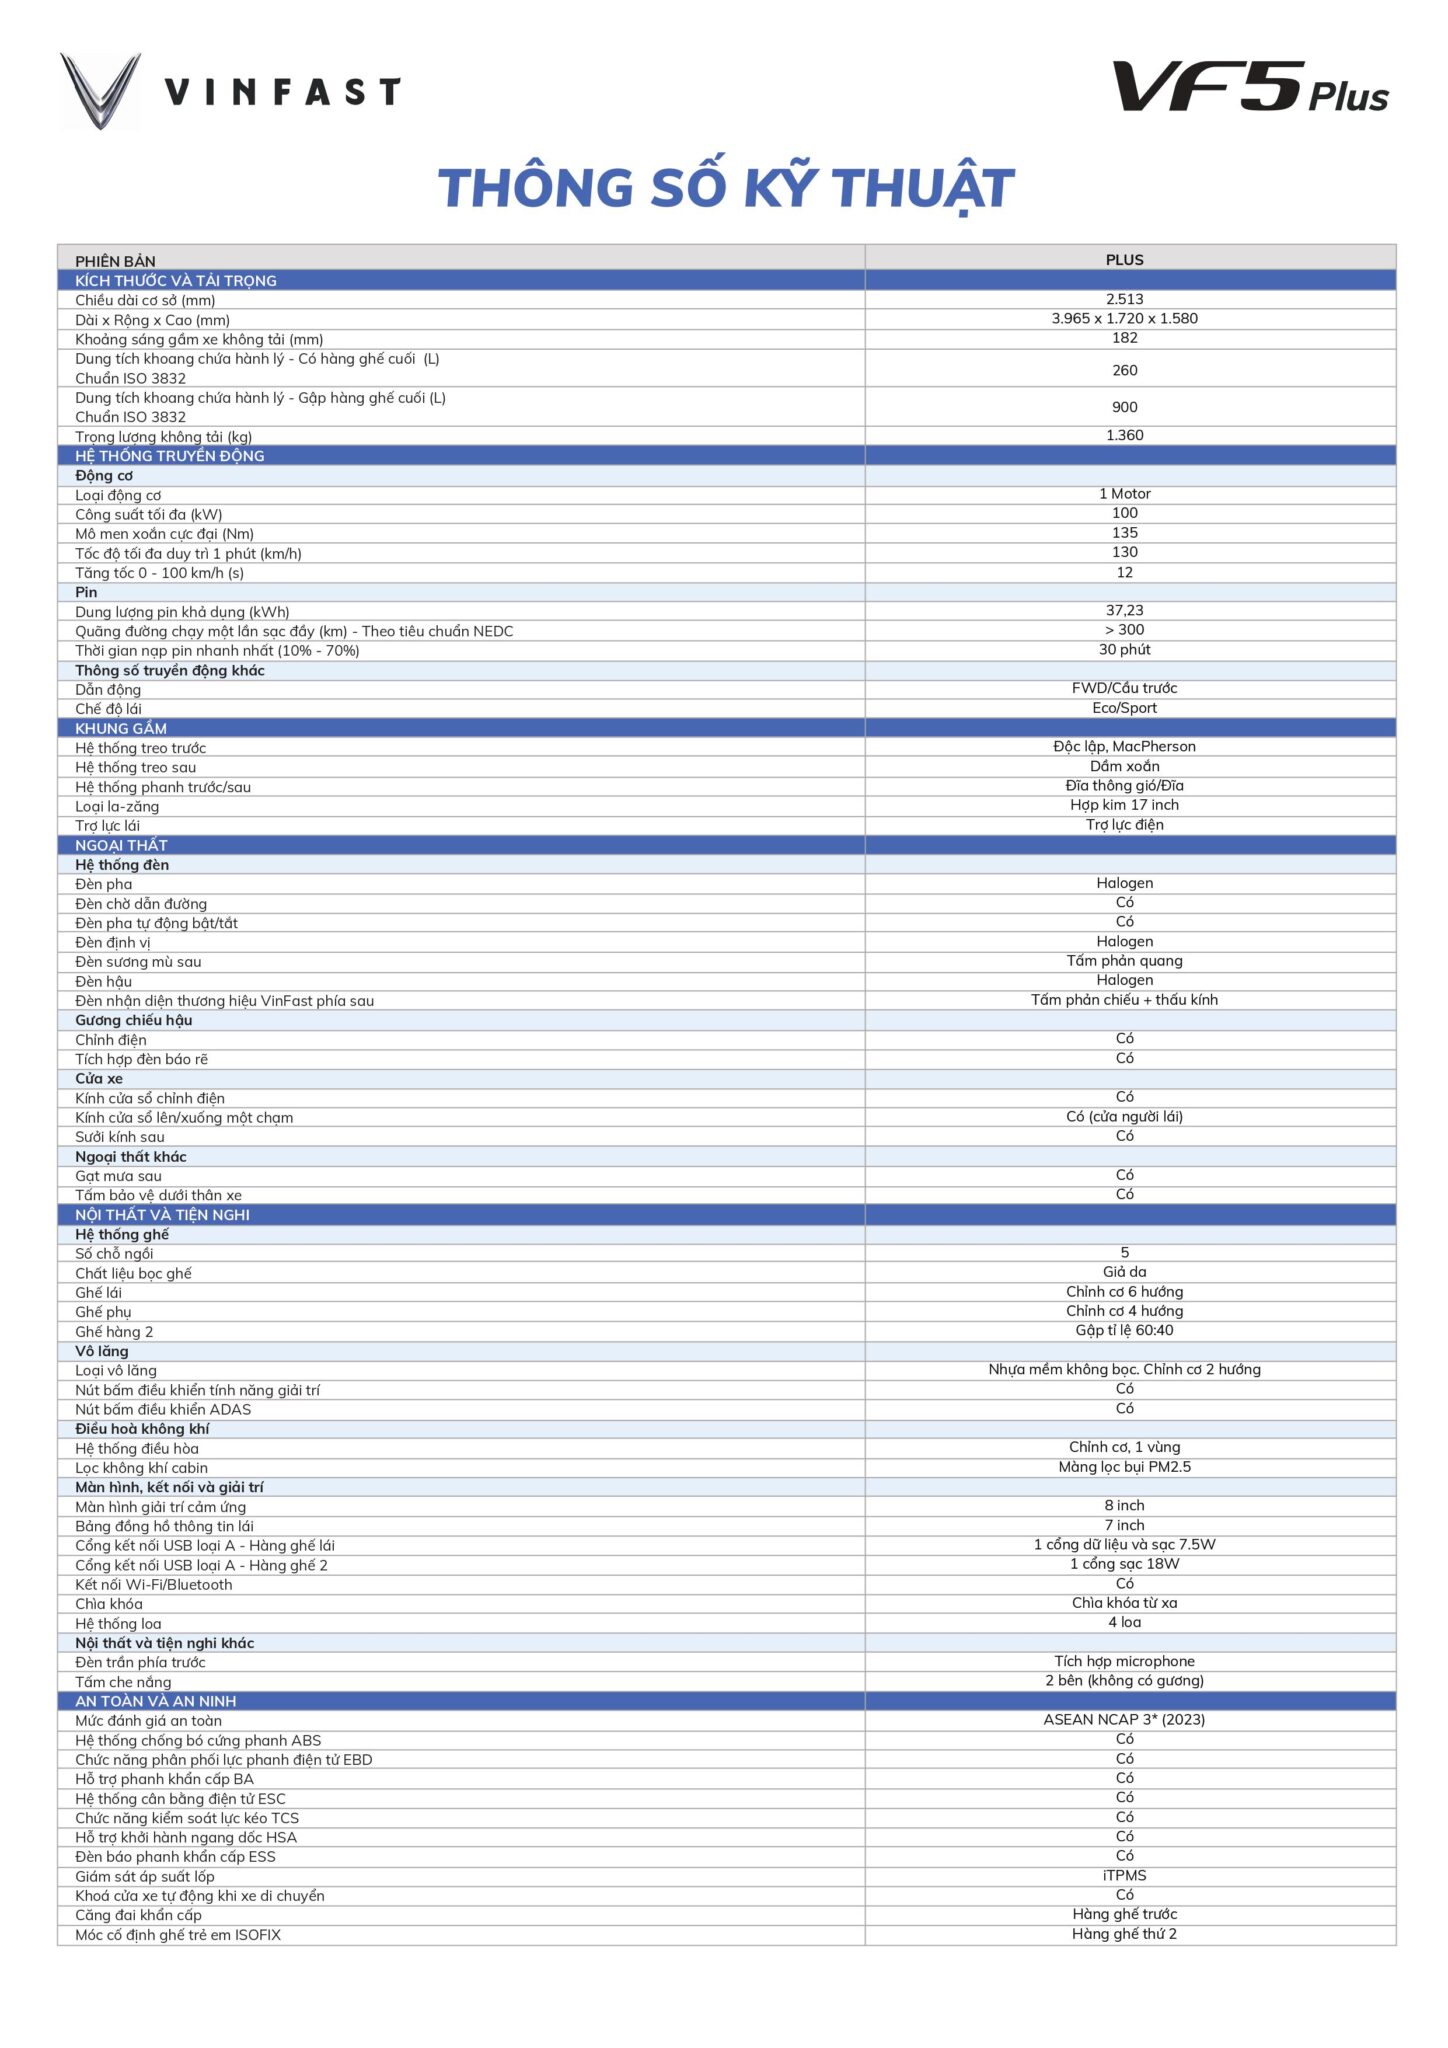 VINFAST
VF5 Plus
THÔNG SỐ KỸ THUẬT
PHIÊN BẢN PLUS
KÍCH THƯỚC VÀ TẢI TRỌNG
Chiều dài cơ sở (mm) 2.513
Dài x Rộng x Cao (mm) 3.965 x 1.720 x 1.580
Khoảng sáng gầm xe không tải (mm) 182
Dung tích khoang chứa hành lý - Có hàng ghế cuối (L)
Chuẩn ISO 3832
260
Dung tích khoang chứa hành lý - Gập hàng ghế cuối (L)
Chuẩn ISO 3832
900
Trọng lượng không tải (kg) 1.360
HỆ THỐNG TRUYỀN ĐỘNG
Động cơ
Loại động cơ 1 Motor
Công suất tối đa (kW) 100
Mô men xoắn cực đại (Nm) 135
Tốc độ tối đa duy trì 1 phút (km/h) 130
Tăng tốc 0 - 100 km/h (s) 12
Pin
Dung lượng pin khả dụng (kWh) 37,23
Quãng đường chạy một lần sạc đầy (km) - Theo tiêu chuẩn NEDC > 300
Thời gian nạp pin nhanh nhất (10% - 70%) 30 phút
Thông số truyền động khác
Dẫn động FWD/Cầu trước
Chế độ lái Eco/Sport
KHUNG GẦM
Hệ thống treo trước Độc lập, MacPherson
Hệ thống treo sau Dầm xoắn
Hệ thống phanh trước/sau Đĩa thông gió/Đĩa
Loại la-zăng Hợp kim 17 inch
Trợ lực lái Trợ lực điện
NGOẠI THẤT
Hệ thống đèn
Đèn pha Halogen
Đèn chờ dẫn đường Có
Đèn pha tự động bật/tắt Có
Đèn định vị Halogen
Đèn sương mù sau Tấm phản quang
Đèn hậu Halogen
Đèn nhận diện thương hiệu VinFast phía sau Tấm phản chiếu + thấu kính
Gương chiếu hậu
Chỉnh điện Có
Tích hợp đèn báo rẽ Có
Cửa xe
Kính cửa sổ chỉnh điện Có
Kính cửa sổ lên/xuống một chạm Có (cửa người lái)
Sưởi kính sau Có
Ngoại thất khác
Gạt mưa sau Có
Tấm bảo vệ dưới thân xe Có
NỘI THẤT VÀ TIỆN NGHI
Hệ thống ghế
Số chỗ ngồi 5
Chất liệu bọc ghế Giả da
Ghế lái Chỉnh cơ 6 hướng
Ghế phụ Chỉnh cơ 4 hướng
Ghế hàng 2 Gập tỉ lệ 60:40
Vô lăng
Loại vô lăng Nhựa mềm không bọc. Chỉnh cơ 2 hướng
Nút bấm điều khiển tính năng giải trí Có
Nút bấm điều khiển ADAS Có
Điều hoà không khí
Hệ thống điều hòa Chỉnh cơ, 1 vùng
Lọc không khí cabin Màng lọc bụi PM2.5
Màn hình, kết nối và giải trí
Màn hình giải trí cảm ứng 8 inch
Bảng đồng hồ thông tin lái 7 inch
Cổng kết nối USB loại A - Hàng ghế lái 1 cổng dữ liệu và sạc 7.5W
Cổng kết nối USB loại A - Hàng ghế 2 1 cổng sạc 18W
Kết nối Wi-Fi/Bluetooth Có
Chìa khóa Chìa khóa từ xa
Hệ thống loa 4 loa
Nội thất và tiện nghi khác
Đèn trần phía trước Tích hợp microphone
Tấm che nắng 2 bên (không có gương)
AN TOÀN VÀ AN NINH
Mức đánh giá an toàn ASEAN NCAP 3* (2023)
Hệ thống chống bó cứng phanh ABS Có
Chức năng phân phối lực phanh điện tử EBD Có
Hỗ trợ phanh khẩn cấp BA Có
Hệ thống cân bằng điện tử ESC Có
Chức năng kiểm soát lực kéo TCS Có
Hỗ trợ khởi hành ngang dốc HSA Có
Đèn báo phanh khẩn cấp ESS Có
Giám sát áp suất lốp iTPMS
Khoá cửa xe tự động khi xe di chuyển Có
Căng đai khẩn cấp Hàng ghế trước
Móc cố định ghế trẻ em ISOFIX Hàng ghế thứ 2